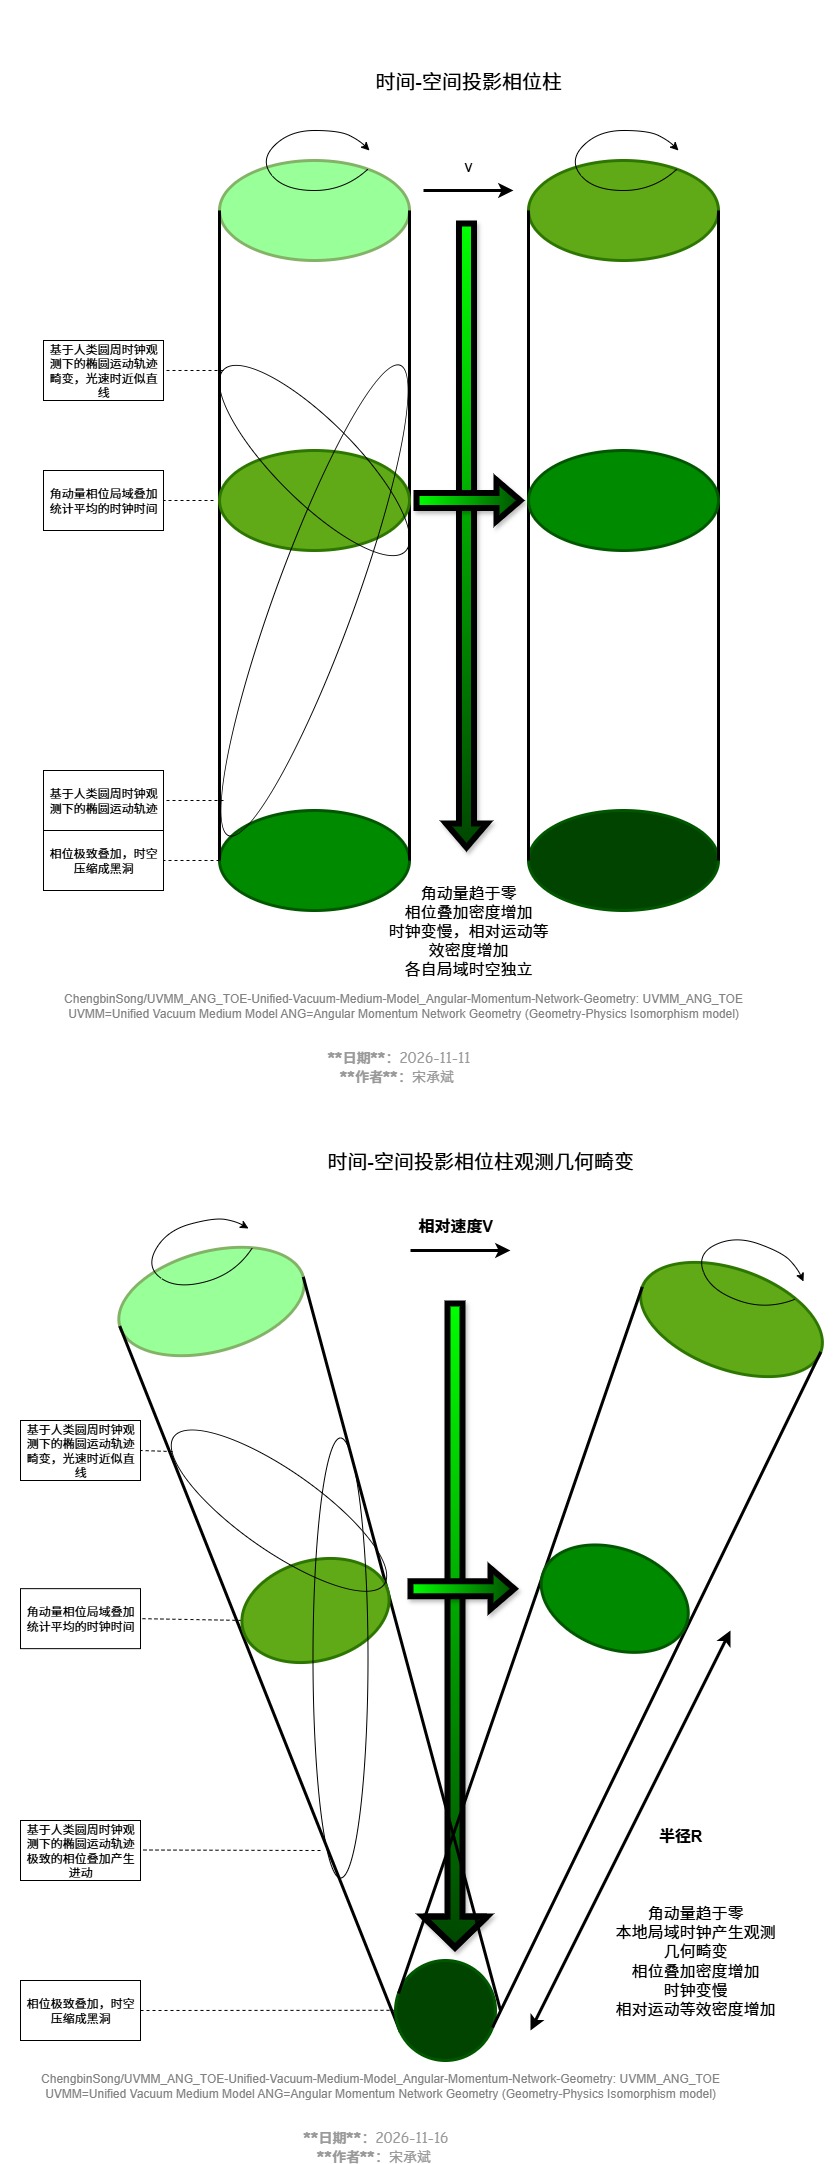 时间-空间投影相位柱
v
基于人类圆周时钟观
测下的椭圆运动轨迹
畸变，光速时近似直
线
角动量相位局域叠加
统计平均的时钟时间
基于人类圆周时钟观
测下的椭圆运动轨迹
相位极致叠加，时空
压缩成黑洞
角动量趋于零
相位叠加密度增加
时钟变慢，相对运动等
效密度增加
各自局域时空独立
ChengbinSong/UVMM_ANG_TOE-Unified-Vacuum-Medium-Model_Angular-Momentum-Network-Geometry: UVMM_ANG_TOE
UVMM=Unified Vacuum Medium Model ANG=Angular Momentum Network Geometry (Geometry-Physics Isomorphism model)
**日期**：2026-11-11
**作者**：宋承斌
时间-空间投影相位柱观测几何畸变
相对速度V
基于人类圆周时钟观
测下的椭圆运动轨迹
畸变，光速时近似直
线
角动量相位局域叠加
统计平均的时钟时间
基于人类圆周时钟观
测下的椭圆运动轨迹
极致的相位叠加产生
进动
半径R
角动量趋于零
本地局域时钟产生观测
几何畸变
相位叠加密度增加
时钟变慢
相对运动等效密度增加
相位极致叠加，时空
压缩成黑洞
ChengbinSong/UVMM_ANG_TOE-Unified-Vacuum-Medium-Model_Angular-Momentum-Network-Geometry: UVMM_ANG_TOE
UVMM=Unified Vacuum Medium Model ANG=Angular Momentum Network Geometry (Geometry-Physics Isomorphism model)
**日期**：2026-11-16
**作者**：宋承斌